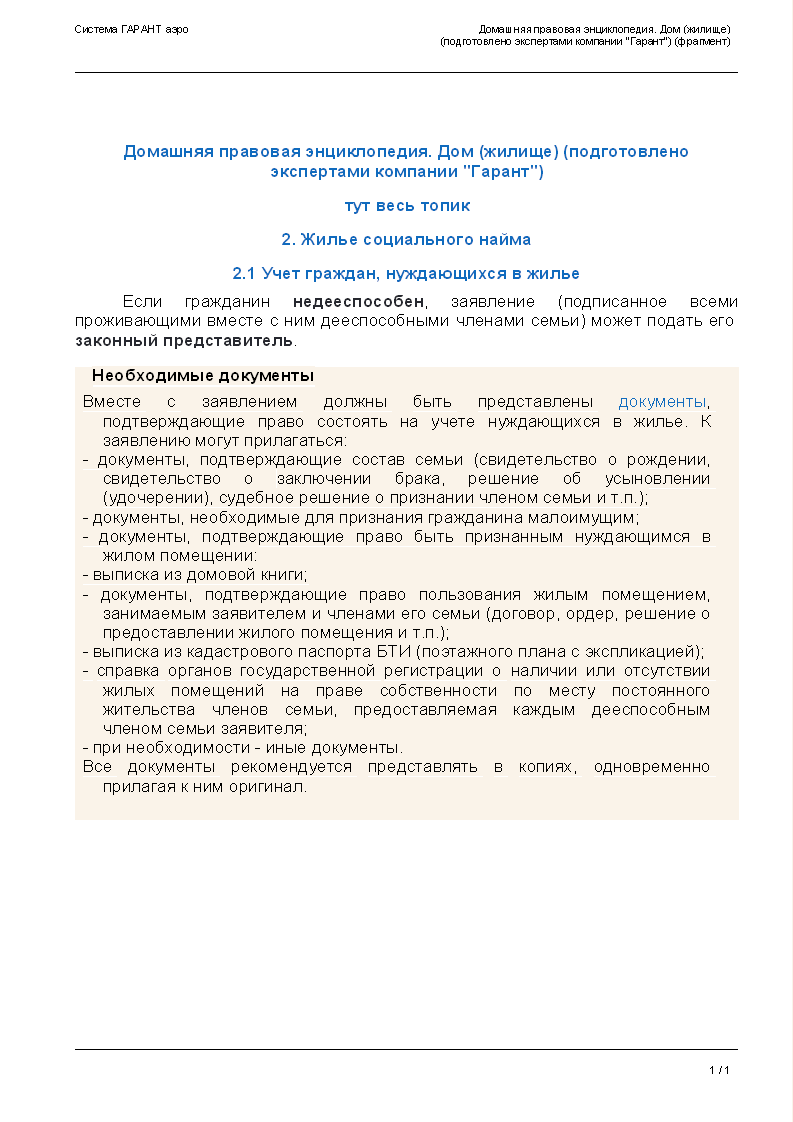 Система ГАРАНТ аэро
Домашняя правовая энциклопедия. Дом (жилище)
(подготовлено экспертами компании "Гарант") (фрагмент)
Домашняя правовая энциклопедия. Дом (жилище) (подготовлено
экспертами компании "Гарант")
тут весь топик
2. Жилье социального найма
2.1 Учет граждан, нуждающихся в жилье
Если гражданин недееспособен, заявление (подписанное всеми
проживающими вместе с ним дееспособными членами семьи) может подать его
законный представитель.
Необходимые документы
Вместе с заявлением должны быть представлены документы,
подтверждающие право состоять на учете нуждающихся в жилье. К
заявлению могут прилагаться:
- документы, подтверждающие состав семьи (свидетельство о рождении,
свидетельство о заключении брака, решение об усыновлении
(удочерении), судебное решение о признании членом семьи и т.п.);
- документы, необходимые для признания гражданина малоимущим;
- документы, подтверждающие право быть признанным нуждающимся в
жилом помещении:
- выписка из домовой книги;
- документы, подтверждающие право пользования жилым помещением,
занимаемым заявителем и членами его семьи (договор, ордер, решение о
предоставлении жилого помещения и т.п.);
- выписка из кадастрового паспорта БТИ (поэтажного плана с экспликацией);
- справка органов государственной регистрации о наличии или отсутствии
жилых помещений на праве собственности по месту постоянного
жительства членов семьи, предоставляемая каждым дееспособным
членом семьи заявителя;
- при необходимости - иные документы.
Все документы рекомендуется представлять в копиях, одновременно
прилагая к ним оригинал.
1 / 1